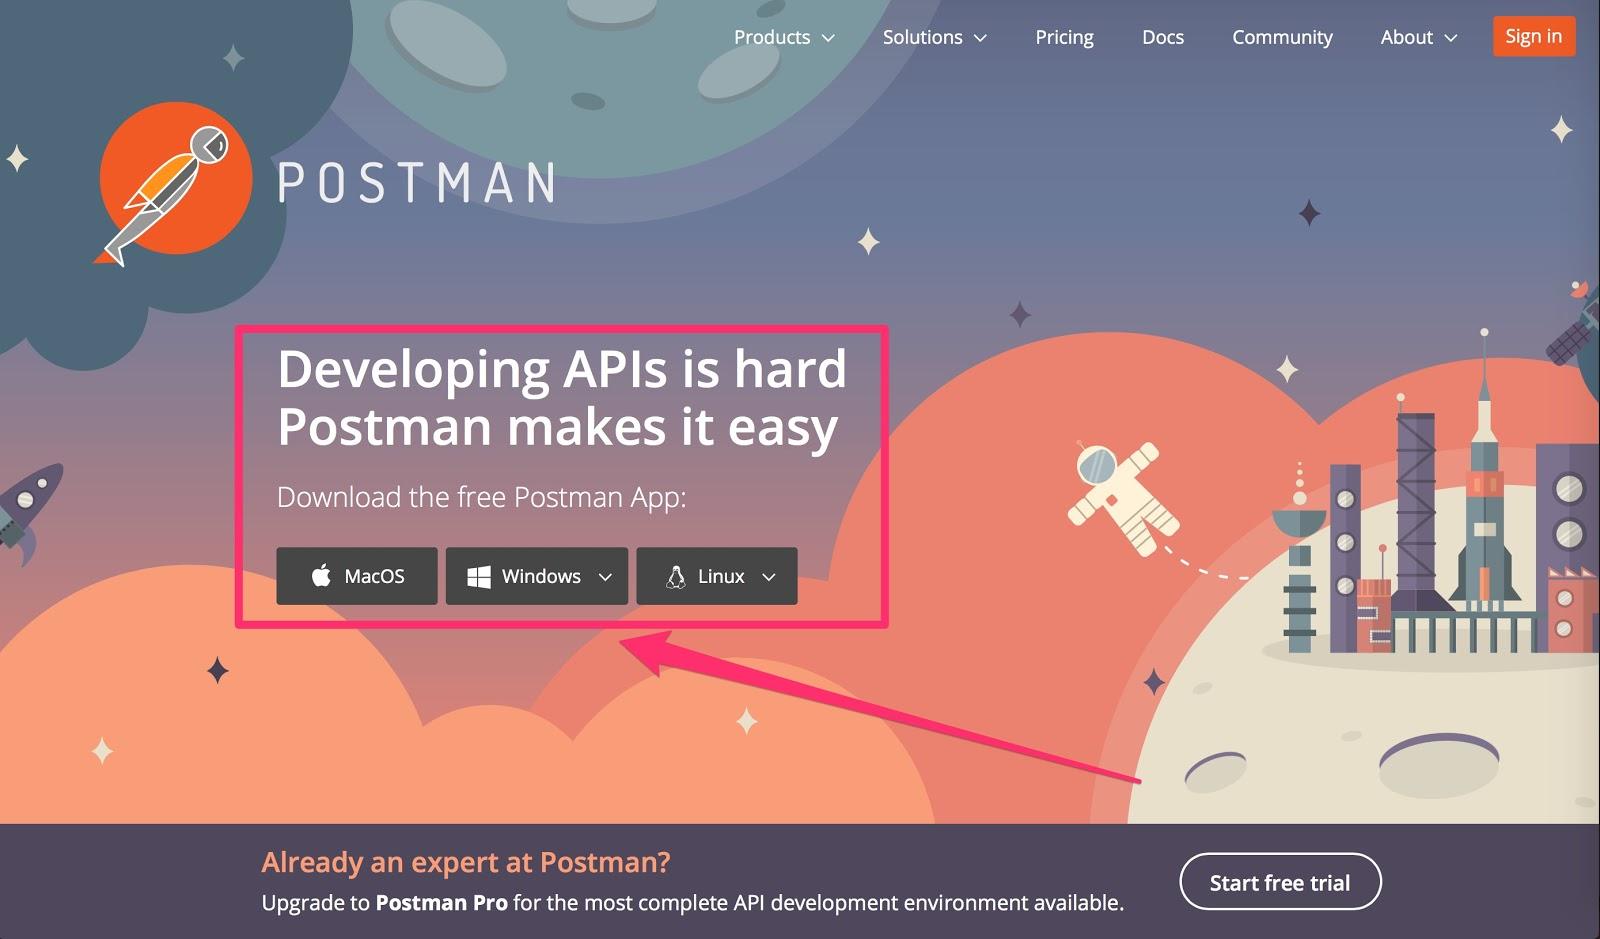 Products Solutions Pricing Docs Community About Sign in
POSTMAN
Developing APIs is hard
Postman makes it easy
Download the free Postman App:
MacOS Windows Linux
Already an expert at Postman?
Upgrade to Postman Pro for the most complete API development environment available.
Start free trial